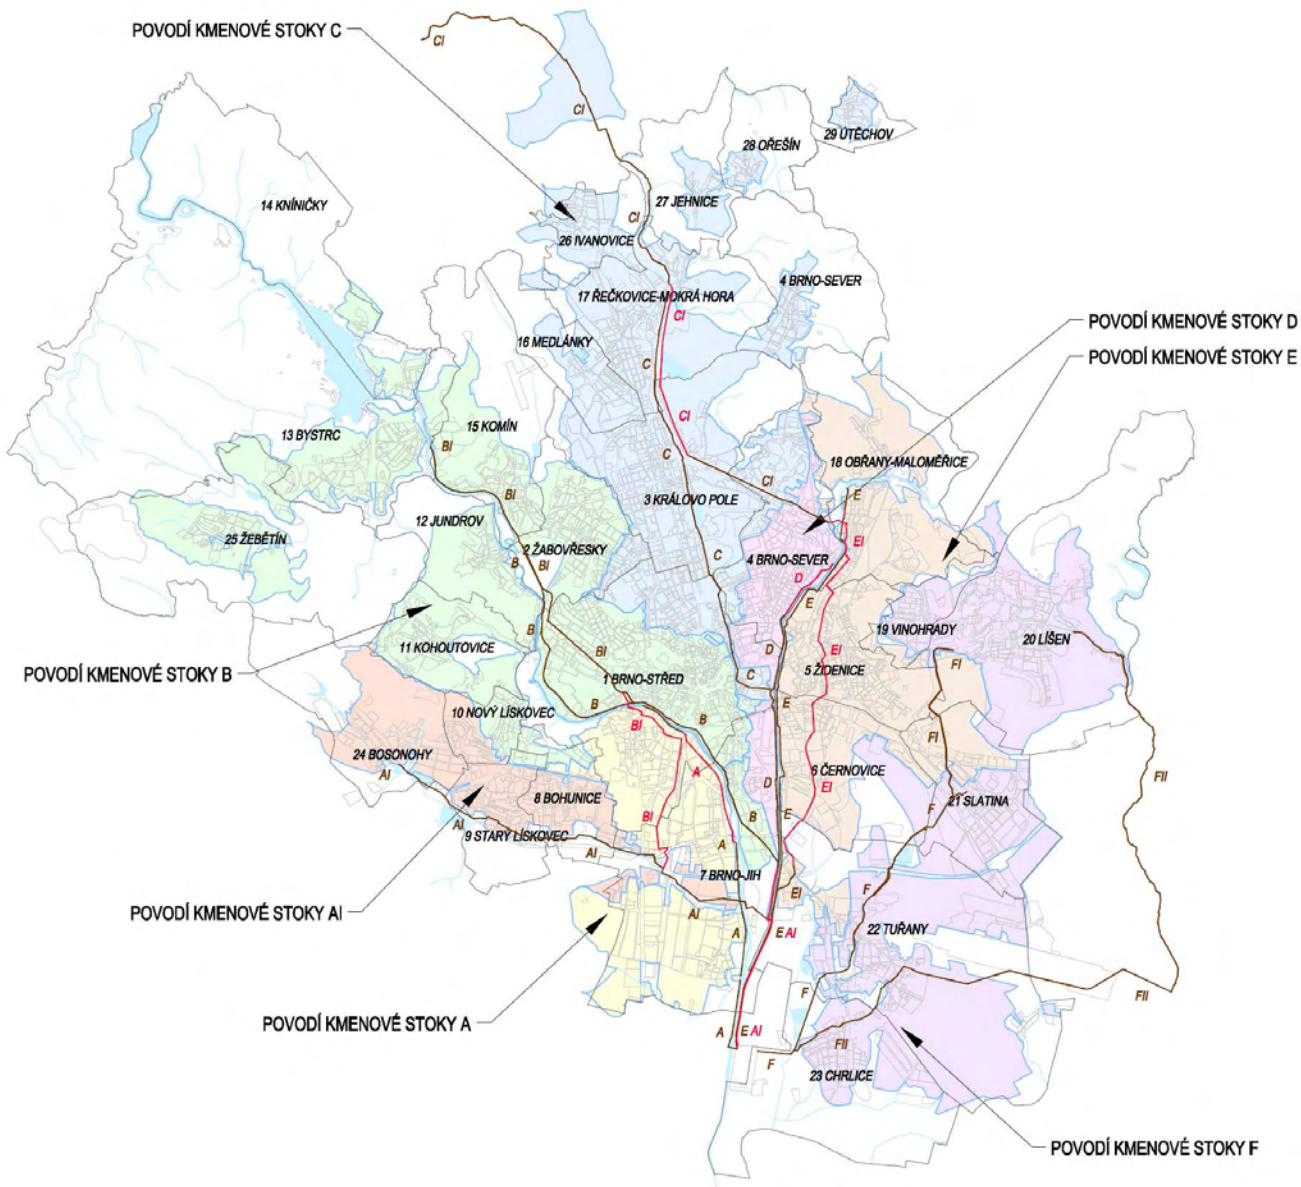 POVODÍ KMENOVÉ STOKY C
CI
CI
29 ÚTĚCHOV
28 OŘEŠÍN
27 JEHNICE
14 KNÍNIČKY
CI
26 IVANOVICE
4 BRNO-SEVER
17 ŘEČKOVICE-MOKRÁ HORA
CI
POVODÍ KMENOVÉ STOKY D
16 MEDLÁNKY
POVODÍ KMENOVÉ STOKY E
C
CI
15 KOMÍN
13 BYSTRC
BI
C
18 OBŘANY-MALOMĚŘICE
CI
BI
3 KRÁLOVO POLE
E
12 JUNDROV
25 ŽEBĚTÍN
2 ŽABOVŘESKY
EI
B
BI
C
4 BRNO-SEVER
D
E
B
19 VINOHRADY
20 LÍŠEŇ
11 KOHOUTOVICE
BI
D
EI
FI
POVODÍ KMENOVÉ STOKY B
1 BRNO-STŘED
C
5 ŽIDENICE
B
E
10 NOVÝ LÍSKOVEC
B
BI
FI
24 BOSONOHY
AI
A
D
6 ČERNOVICE
FII
EI
8 BOHUNICE
21 SLATINA
F
BI
B
E
AI
9 STARÝ LÍSKOVEC
A
AI
7 BRNO-JIH
EI
F
POVODÍ KMENOVÉ STOKY AI
AI
A
E AI
22 TUŘANY
F
FII
POVODÍ KMENOVÉ STOKY A
A
E AI
FII
F
23 CHRLICE
POVODÍ KMENOVÉ STOKY F